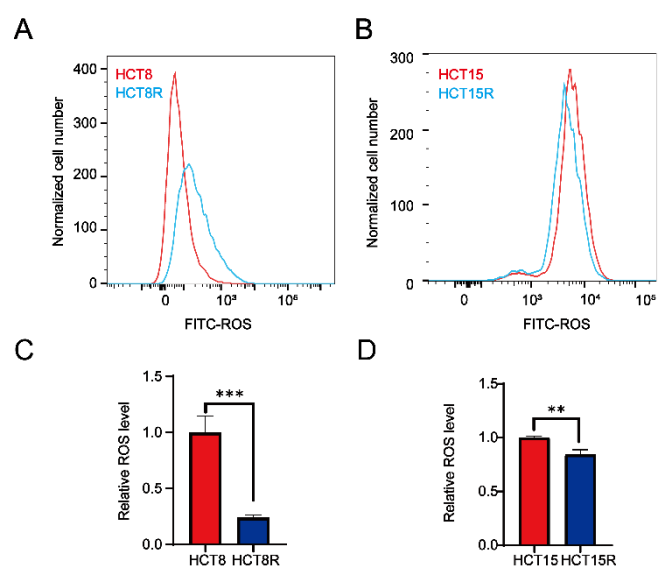 A
HCT8
HCT8R
Normalized cell number
400
300
200
100
0
0
10³
FITC-ROS
B
HCT15
HCT15R
Normalized cell number
300
200
100
0
0
10³
10⁴
10⁵
FITC-ROS
C
Relative ROS level
1.5
1.0
0.5
0.0
***
HCT8
HCT8R
D
Relative ROS level
1.5
1.0
0.5
0.0
**
HCT15
HCT15R